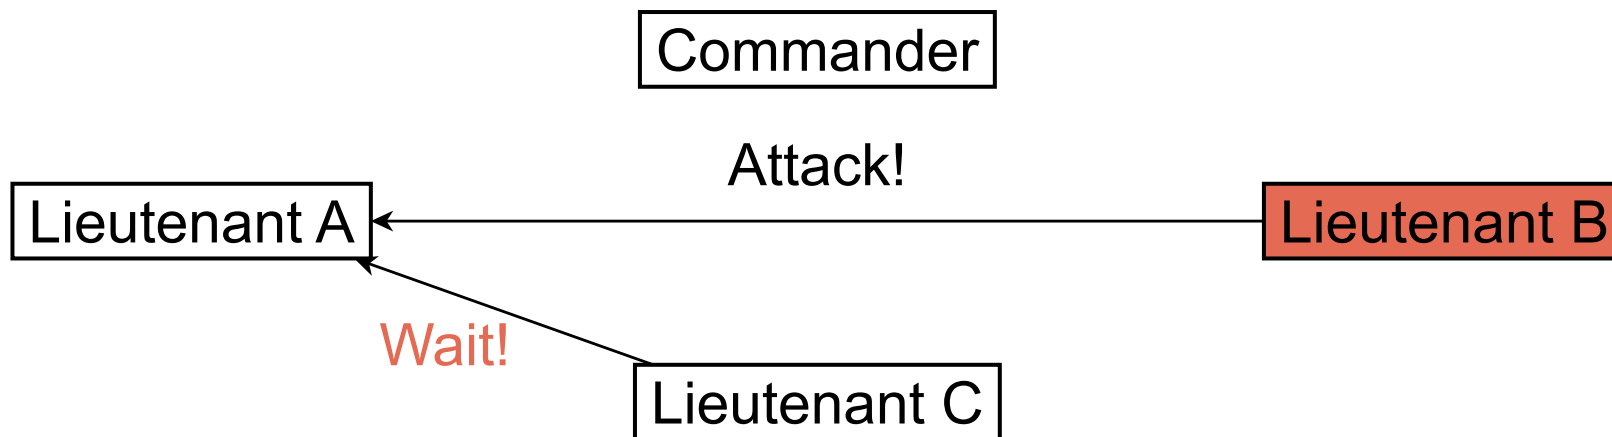 Commander
Attack!
Lieutenant A
Lieutenant B
Wait!
Lieutenant C